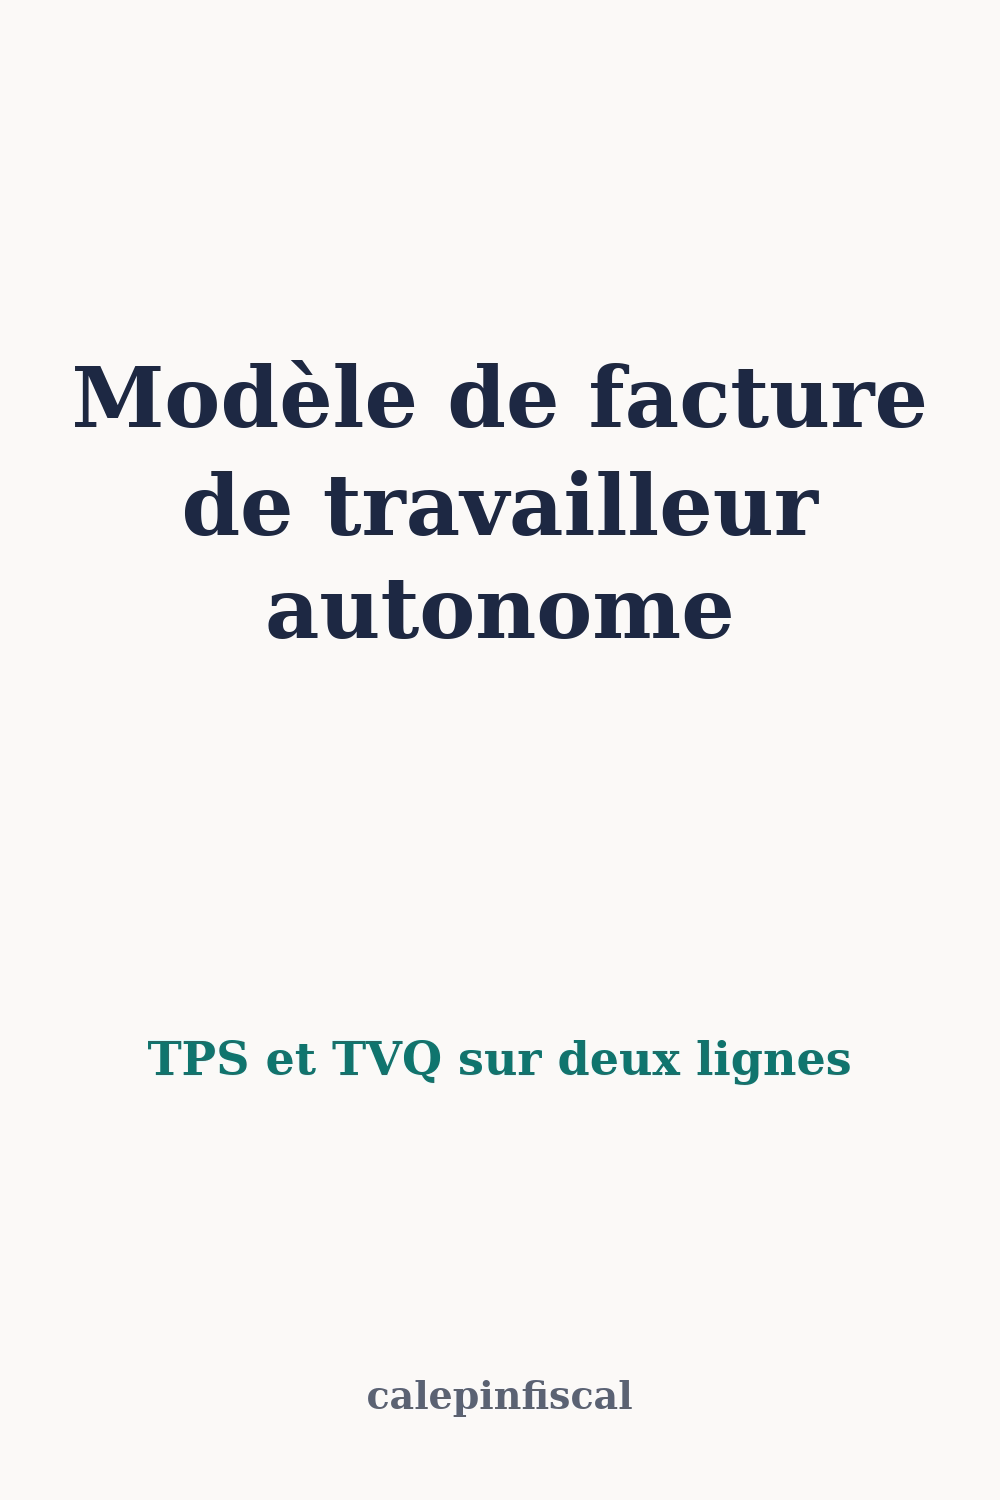 Modèle de facture
de travailleur
autonome
TPS et TVQ sur deux lignes
calepinfiscal